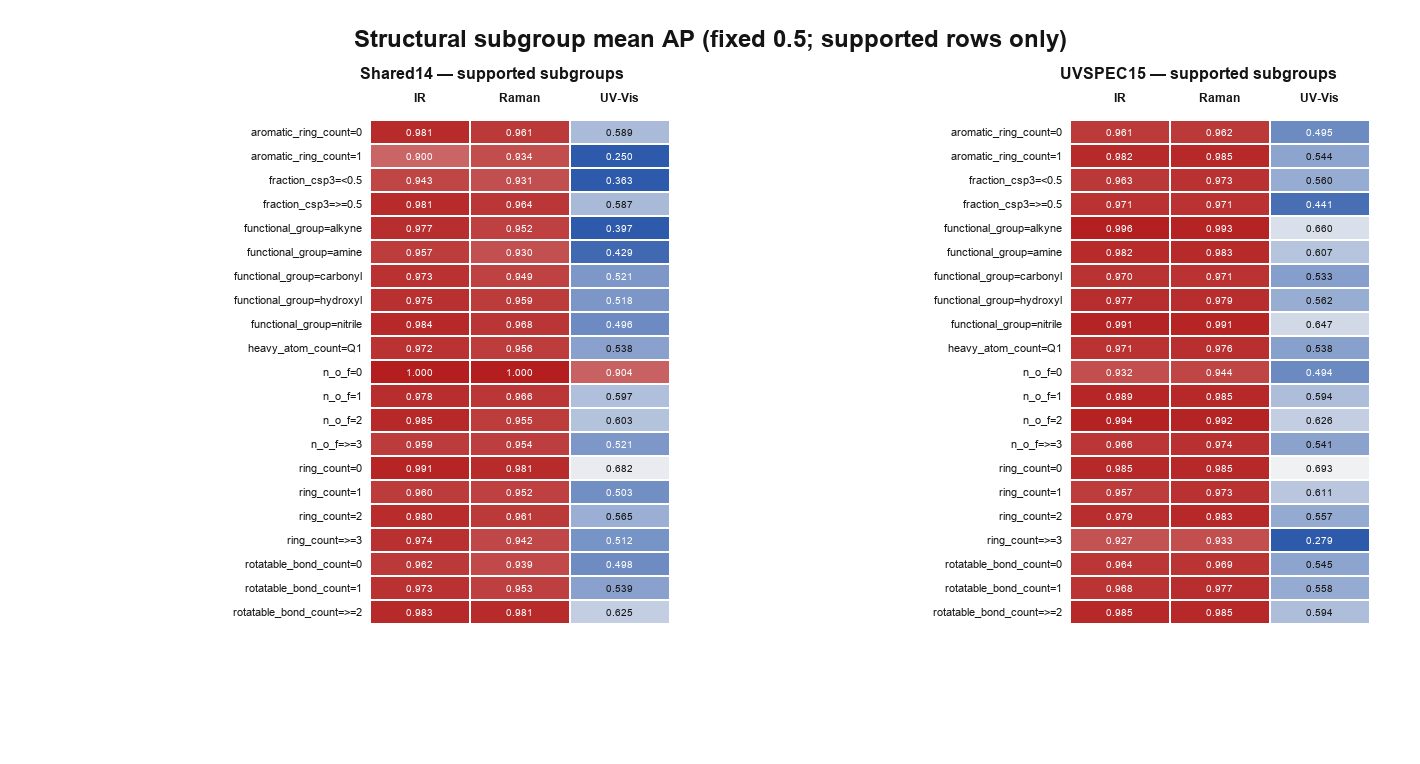 Structural subgroup mean AP (fixed 0.5; supported rows only)
Shared14 — supported subgroups
IR Raman UV-Vis
aromatic_ring_count=0 0.981 0.961 0.589
aromatic_ring_count=1 0.900 0.934 0.250
fraction_csp3=<0.5 0.943 0.931 0.363
fraction_csp3=>=0.5 0.981 0.964 0.587
functional_group=alkyne 0.977 0.952 0.397
functional_group=amine 0.957 0.930 0.429
functional_group=carbonyl 0.973 0.949 0.521
functional_group=hydroxyl 0.975 0.959 0.518
functional_group=nitrile 0.984 0.968 0.496
heavy_atom_count=Q1 0.972 0.956 0.538
n_o_f=0 1.000 1.000 0.904
n_o_f=1 0.978 0.966 0.597
n_o_f=2 0.985 0.955 0.603
n_o_f=>=3 0.959 0.954 0.521
ring_count=0 0.991 0.981 0.682
ring_count=1 0.960 0.952 0.503
ring_count=2 0.980 0.961 0.565
ring_count=>=3 0.974 0.942 0.512
rotatable_bond_count=0 0.962 0.939 0.498
rotatable_bond_count=1 0.973 0.953 0.539
rotatable_bond_count=>=2 0.983 0.981 0.625
UVSPEC15 — supported subgroups
IR Raman UV-Vis
aromatic_ring_count=0 0.961 0.962 0.495
aromatic_ring_count=1 0.982 0.985 0.544
fraction_csp3=<0.5 0.963 0.973 0.560
fraction_csp3=>=0.5 0.971 0.971 0.441
functional_group=alkyne 0.996 0.993 0.660
functional_group=amine 0.982 0.983 0.607
functional_group=carbonyl 0.970 0.971 0.533
functional_group=hydroxyl 0.977 0.979 0.562
functional_group=nitrile 0.991 0.991 0.647
heavy_atom_count=Q1 0.971 0.976 0.538
n_o_f=0 0.932 0.944 0.494
n_o_f=1 0.989 0.985 0.594
n_o_f=2 0.994 0.992 0.626
n_o_f=>=3 0.966 0.974 0.541
ring_count=0 0.985 0.985 0.693
ring_count=1 0.957 0.973 0.611
ring_count=2 0.979 0.983 0.557
ring_count=>=3 0.927 0.933 0.279
rotatable_bond_count=0 0.964 0.969 0.545
rotatable_bond_count=1 0.968 0.977 0.558
rotatable_bond_count=>=2 0.985 0.985 0.594